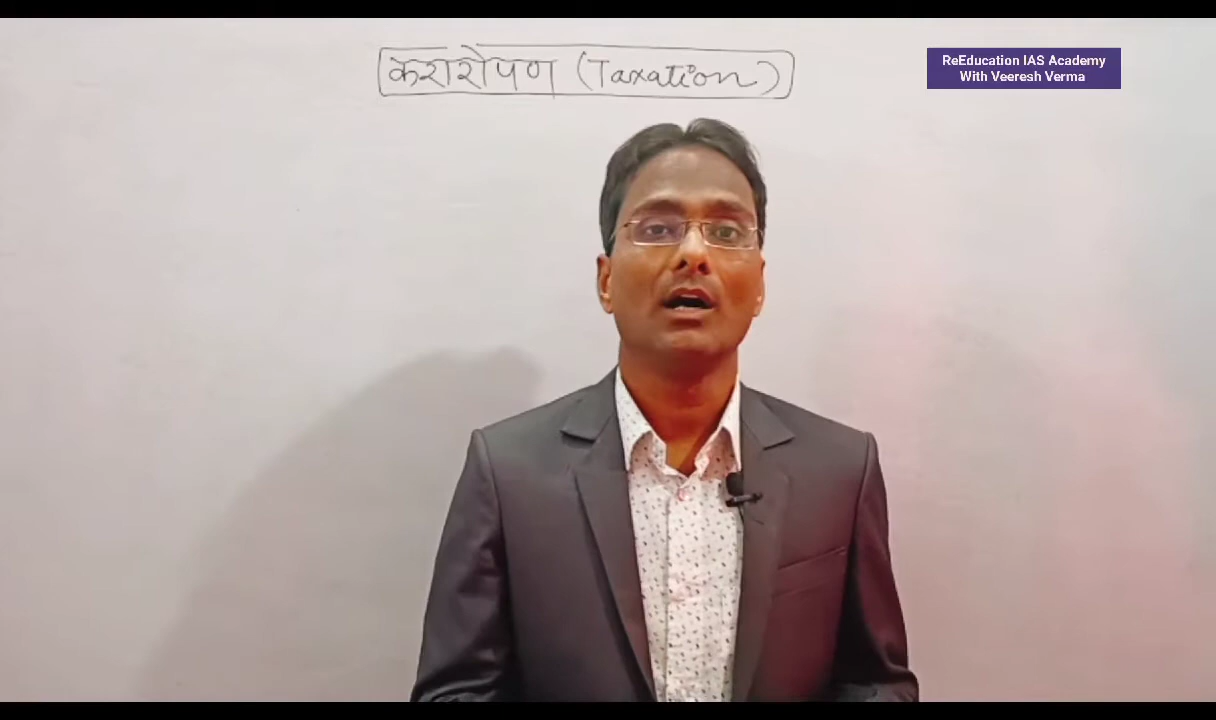 करारोपण (Taxation)
ReEducation IAS Academy
With Veeresh Verma